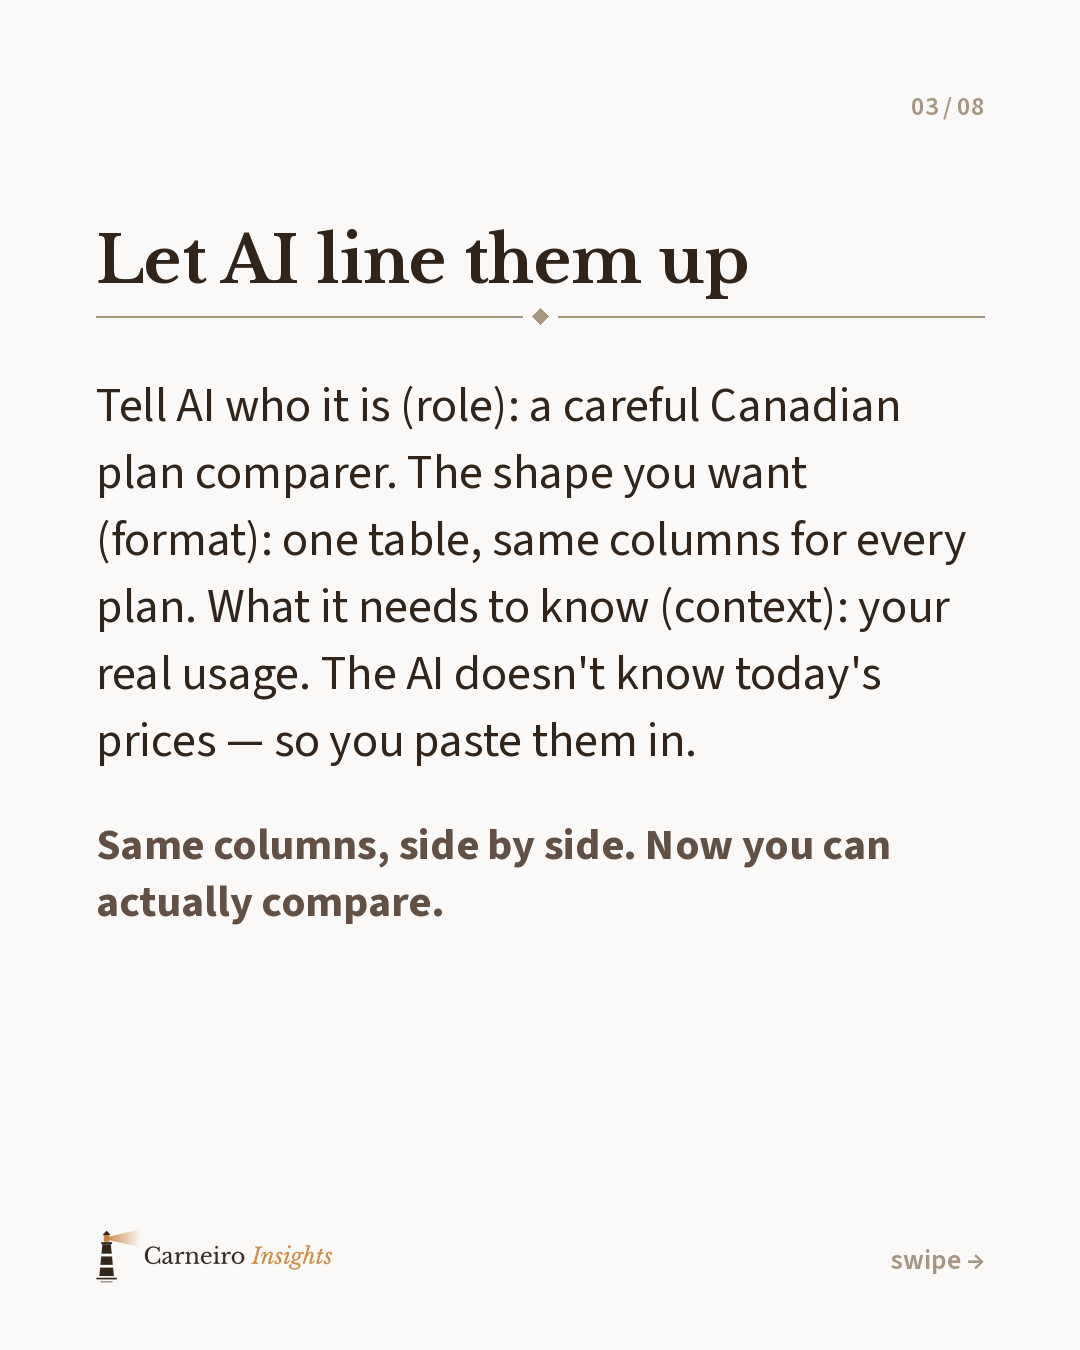 03 / 08
Let AI line them up
Tell AI who it is (role): a careful Canadian
plan comparer. The shape you want
(format): one table, same columns for every
plan. What it needs to know (context): your
real usage. The AI doesn't know today's
prices — so you paste them in.
Same columns, side by side. Now you can
actually compare.
Carneiro Insights
swipe →